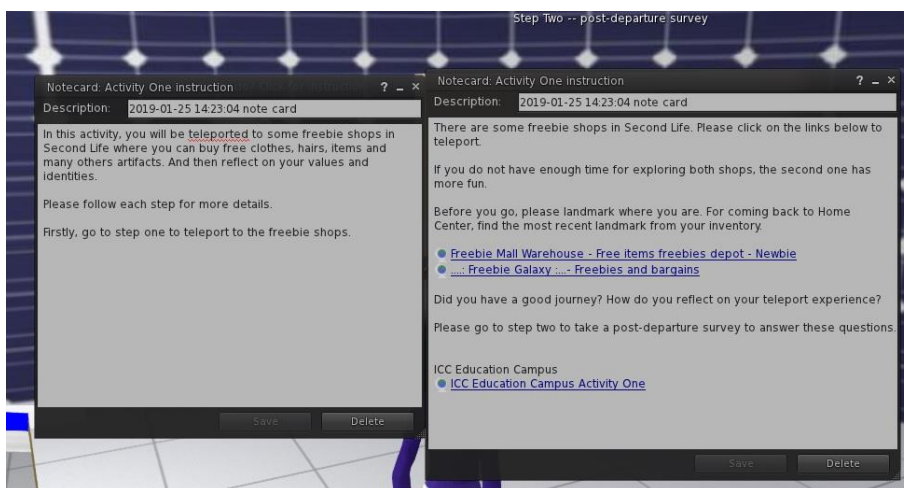 Step Two -- post-departure survey
Notecard: Activity One instruction
? _ ×
Description: 2019-01-25 14:23:04 note card
In this activity, you will be teleported to some freebie shops in
Second Life where you can buy free clothes, hairs, items and
many others artifacts. And then reflect on your values and
identities.
Please follow each step for more details.
Firstly, go to step one to teleport to the freebie shops.
Save Delete
Notecard: Activity One instruction
? _ ×
Description: 2019-01-25 14:23:04 note card
There are some freebie shops in Second Life. Please click on the links below to
teleport.
If you do not have enough time for exploring both shops, the second one has
more fun.
Before you go, please landmark where you are. For coming back to Home
Center, find the most recent landmark from your inventory.
Freebie Mall Warehouse - Free items freebies depot - Newbie
....: Freebie Galaxy :...- Freebies and bargains
Did you have a good journey? How do you reflect on your teleport experience?
Please go to step two to take a post-departure survey to answer these questions.
ICC Education Campus
ICC Education Campus Activity One
Save Delete